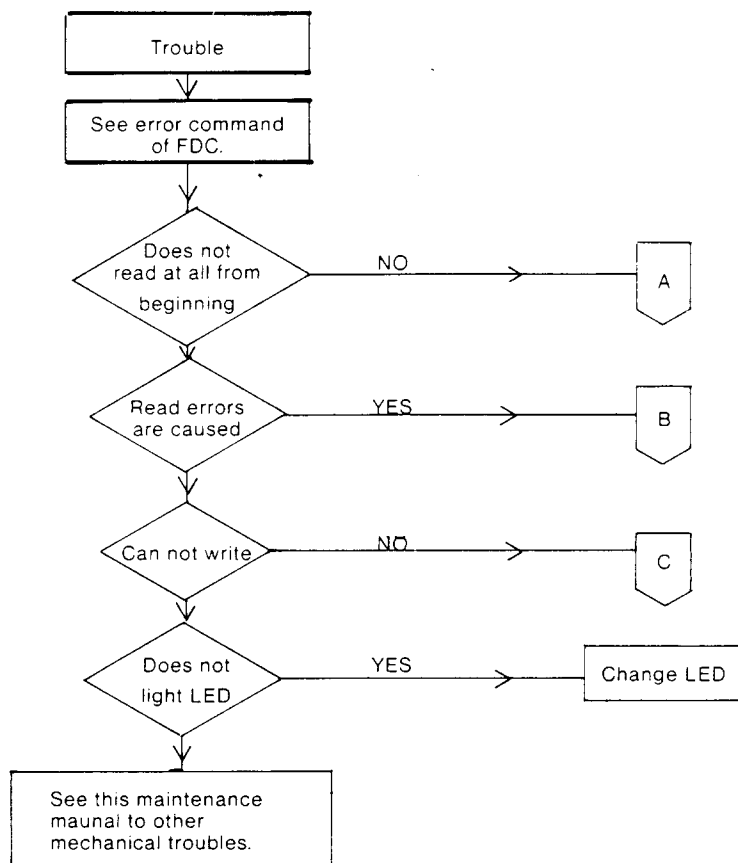 Trouble
See error command
of FDC.
Does not
read at all from
beginning
NO
A
Read errors
are caused
YES
B
Can not write
NO
C
Does not
light LED
YES
Change LED
See this maintenance
maunal to other
mechanical troubles.